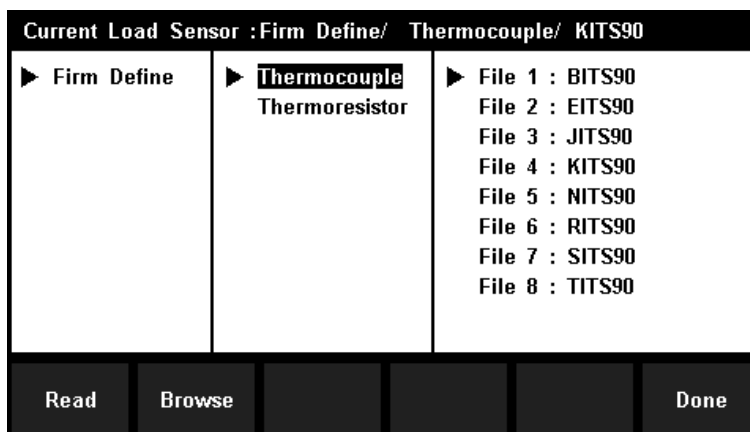 Current Load Sensor :Firm Define/ Thermocouple/ KITS90
Firm Define
Thermocouple
Thermoresistor
File 1 : BITS90
File 2 : EITS90
File 3 : JITS90
File 4 : KITS90
File 5 : NITS90
File 6 : RITS90
File 7 : SITS90
File 8 : TITS90
Read Browse Done